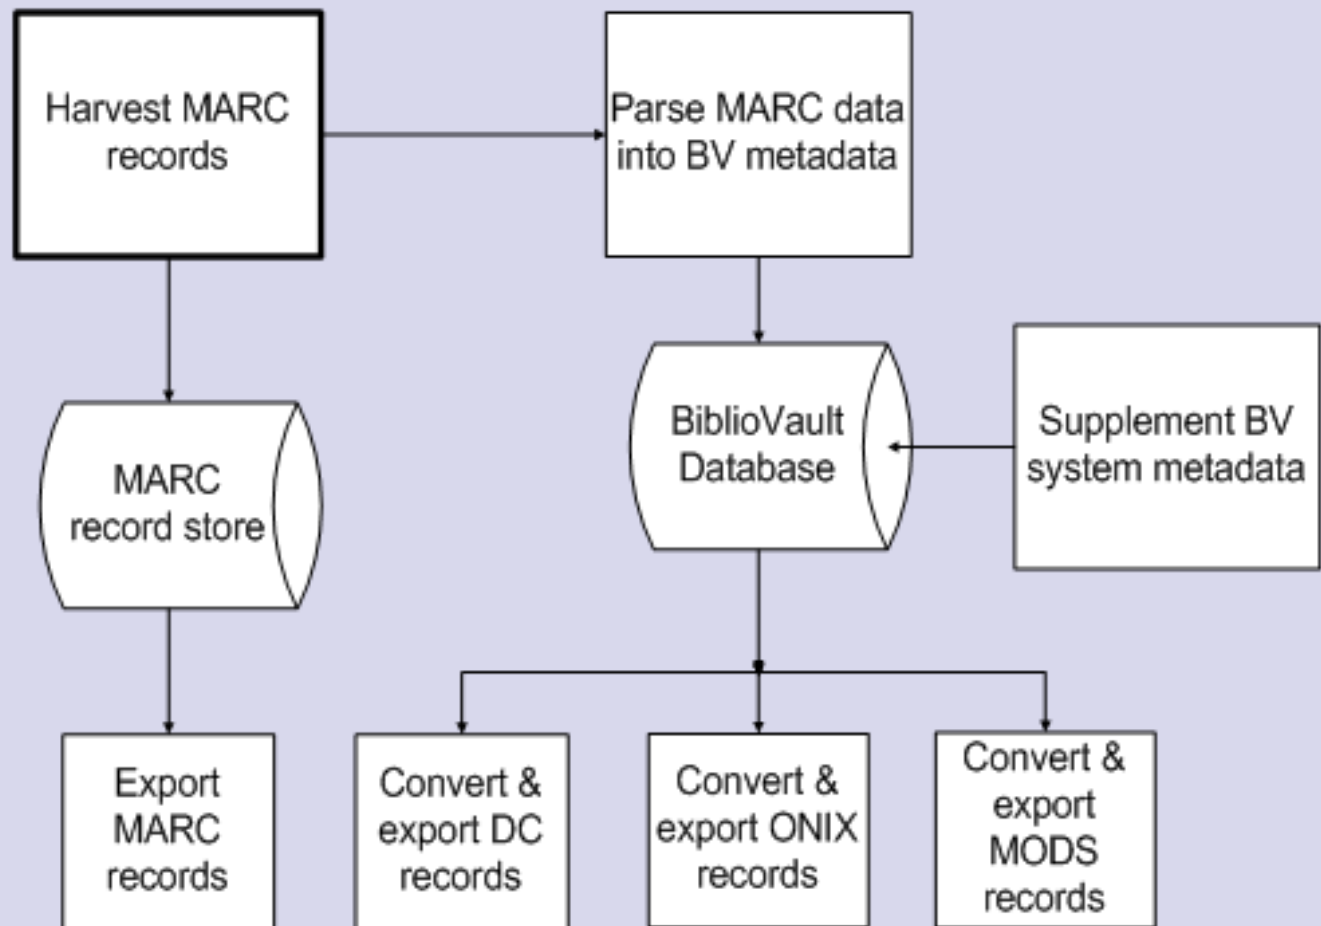 Harvest MARC
records
Parse MARC data
into BV metadata
BiblioVault
Database
Supplement BV
system metadata
MARC
record store
Export
MARC
records
Convert &
export DC
records
Convert &
export ONIX
records
Convert &
export
MODS
records